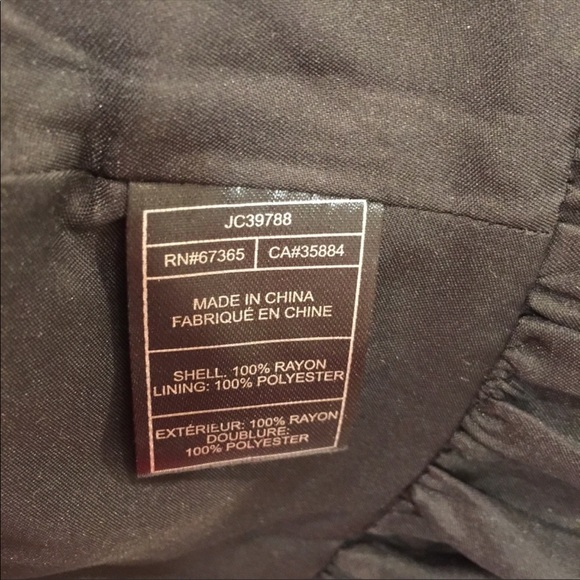 JC39788
RN#67365 CA#35884
MADE IN CHINA
FABRIQUÉ EN CHINE
SHELL. 100% RAYON
LINING: 100% POLYESTER
EXTÉRIEUR: 100% RAYON
DOUBLURE:
100% POLYESTER